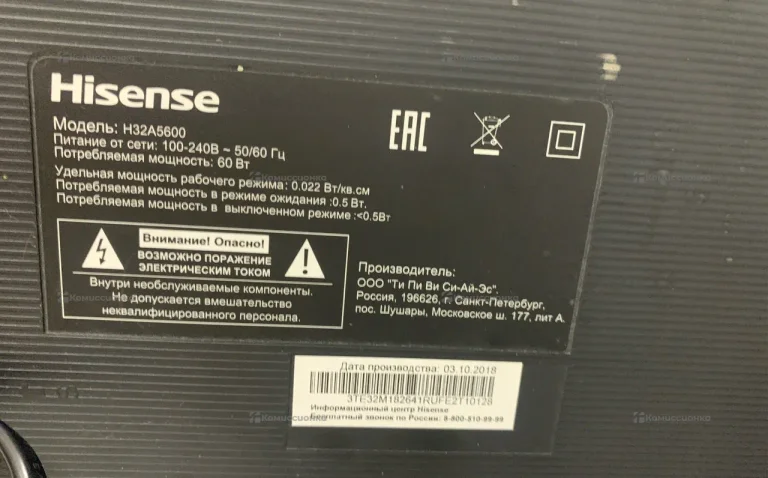 Hisense
Модель: H32A5600
Питание от сети: 100-240В ~ 50/60 Гц
Потребляемая мощность: 60 Вт
Удельная мощность рабочего режима: 0.022 Вт/кв.см
Потребляемая мощность в режиме ожидания :0.5 Вт.
Потребляемая мощность в выключенном режиме :<0.5Вт
EAC
Внимание! Опасно!
ВОЗМОЖНО ПОРАЖЕНИЕ
ЭЛЕКТРИЧЕСКИМ ТОКОМ
Внутри необслуживаемые компоненты.
Не допускается вмешательство
неквалифицированного персонала.
Производитель:
ООО "Ти Пи Ви Си-Ай-Эс".
Россия, 196626, г. Санкт-Петербург,
пос. Шушары, Московское ш. 177, лит А.
Дата производства: 03.10.2018
3TE32M182641RUFE2T10128
Информационный центр Hisense
Бесплатный звонок по России: 8-800-810-89-99
Комиссионка